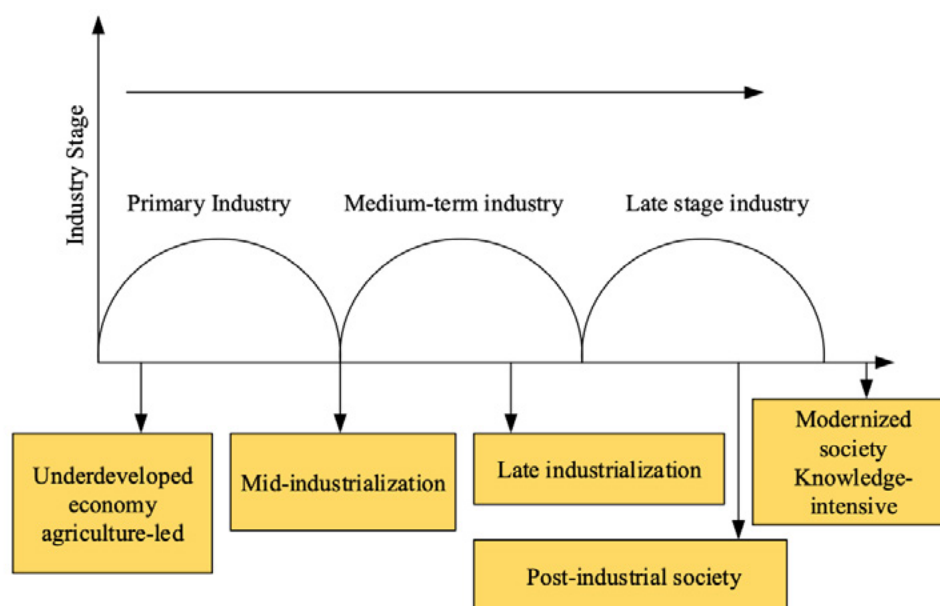 Industry Stage
Primary Industry
Medium-term industry
Late stage industry
Underdeveloped
economy
agriculture-led
Mid-industrialization
Late industrialization
Modernized
society
Knowledge-
intensive
Post-industrial society